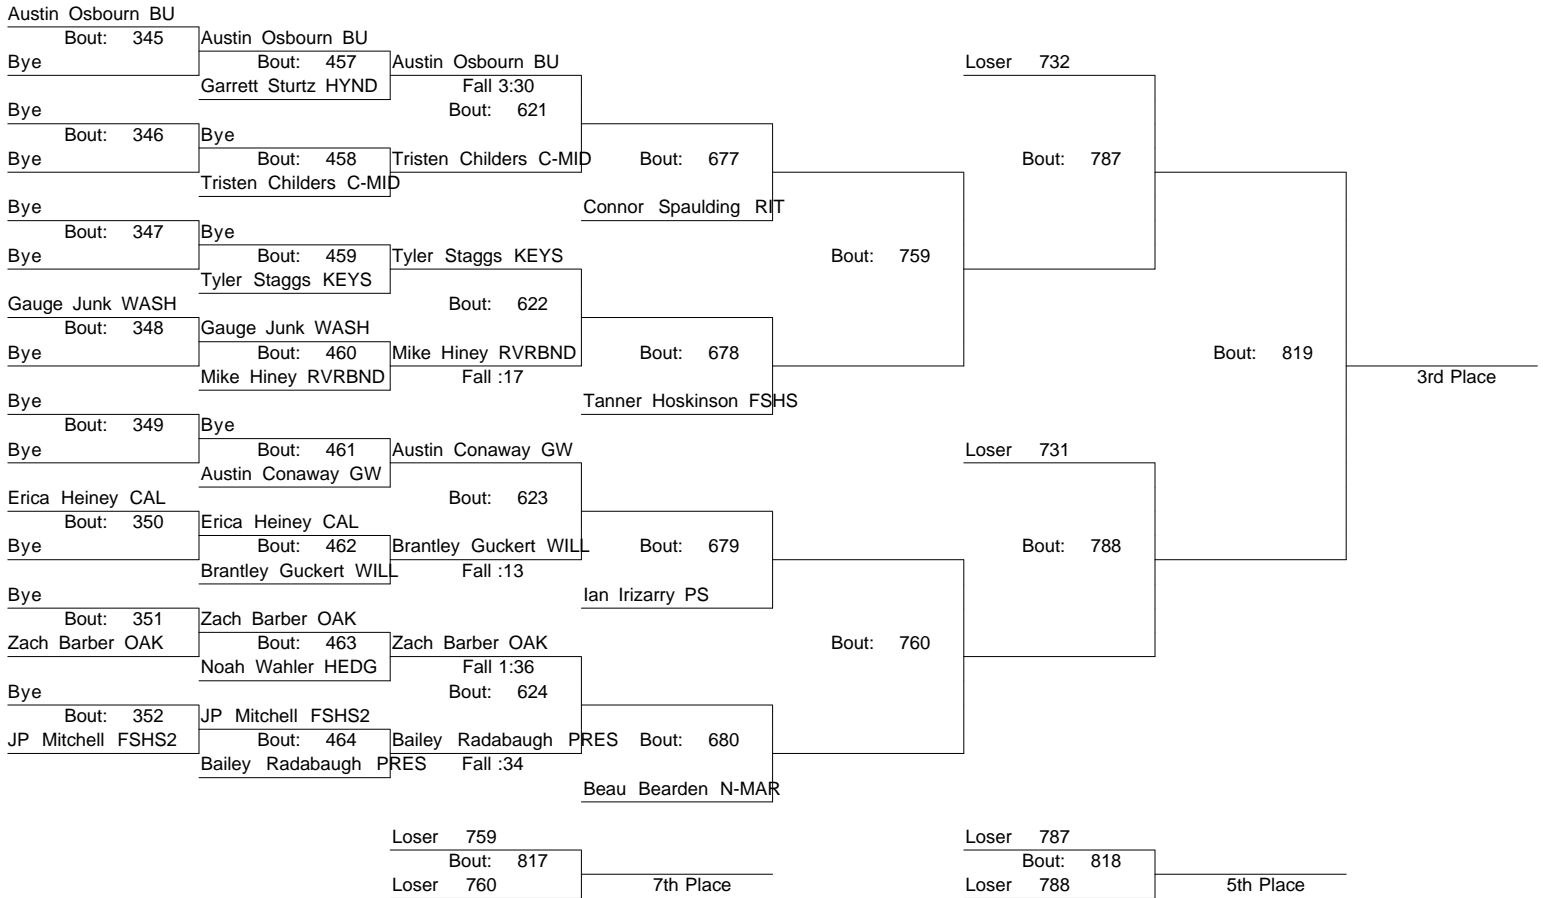 Austin Osbourn BU
Bout: 345
Austin Osbourn BU
Bye
Bout: 457
Austin Osbourn BU
Loser 732
Garrett Sturtz HYND
Fall 3:30
Bye
Bout: 621
Bout: 346
Bye
Bye
Bout: 458
Tristen Childers C-MID
Bout: 677
Bout: 787
Tristen Childers C-MID
Bye
Connor Spaulding RIT
Bout: 347
Bye
Bye
Bout: 459
Tyler Staggs KEYS
Bout: 759
Tyler Staggs KEYS
Gauge Junk WASH
Bout: 622
Bout: 348
Gauge Junk WASH
Bye
Bout: 460
Mike Hiney RVRBND
Bout: 678
Bout: 819
Mike Hiney RVRBND
Fall :17
3rd Place
Bye
Tanner Hoskinson FSHS
Bout: 349
Bye
Bye
Bout: 461
Austin Conaway GW
Loser 731
Austin Conaway GW
Erica Heiney CAL
Bout: 623
Bout: 350
Erica Heiney CAL
Bye
Bout: 462
Brantley Guckert WILL
Bout: 679
Bout: 788
Brantley Guckert WILL
Fall :13
Bye
Ian Irizarry PS
Bout: 351
Zach Barber OAK
Zach Barber OAK
Bout: 463
Zach Barber OAK
Bout: 760
Noah Wahler HEDG
Fall 1:36
Bye
Bout: 624
Bout: 352
JP Mitchell FSHS2
JP Mitchell FSHS2
Bout: 464
Bailey Radabaugh PRES
Bout: 680
Bailey Radabaugh PRES
Fall :34
Beau Bearden N-MAR
Loser 759
Loser 787
Bout: 817
Bout: 818
Loser 760
7th Place
Loser 788
5th Place